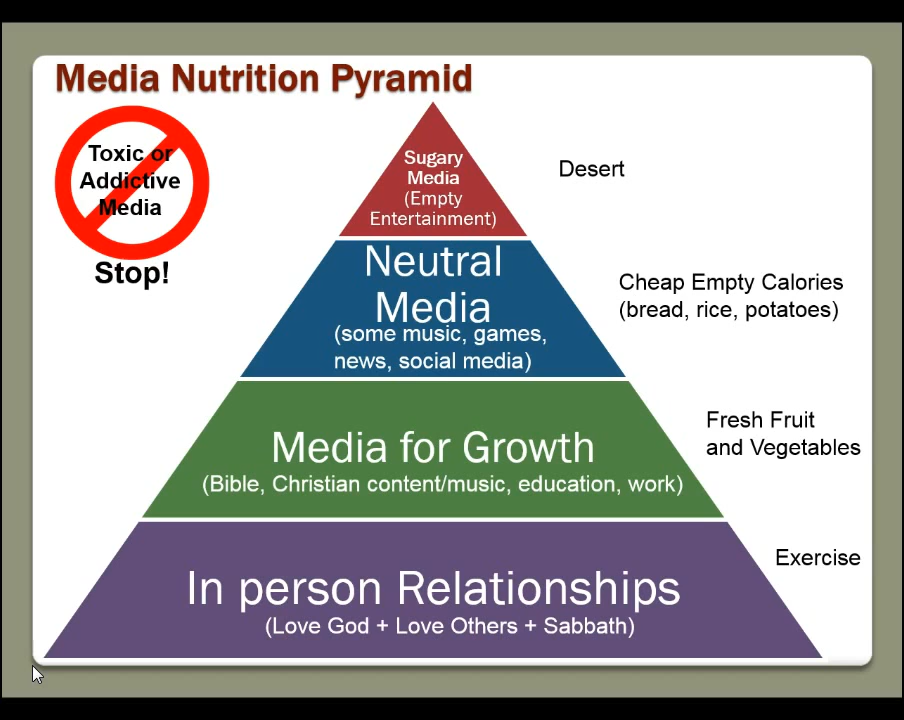 Media Nutrition Pyramid
Toxic or
Addictive
Media
Stop!
Sugary
Media
(Empty
Entertainment)
Desert
Neutral
Media
(some music, games,
news, social media)
Cheap Empty Calories
(bread, rice, potatoes)
Media for Growth
(Bible, Christian content/music, education, work)
Fresh Fruit
and Vegetables
In person Relationships
(Love God + Love Others + Sabbath)
Exercise